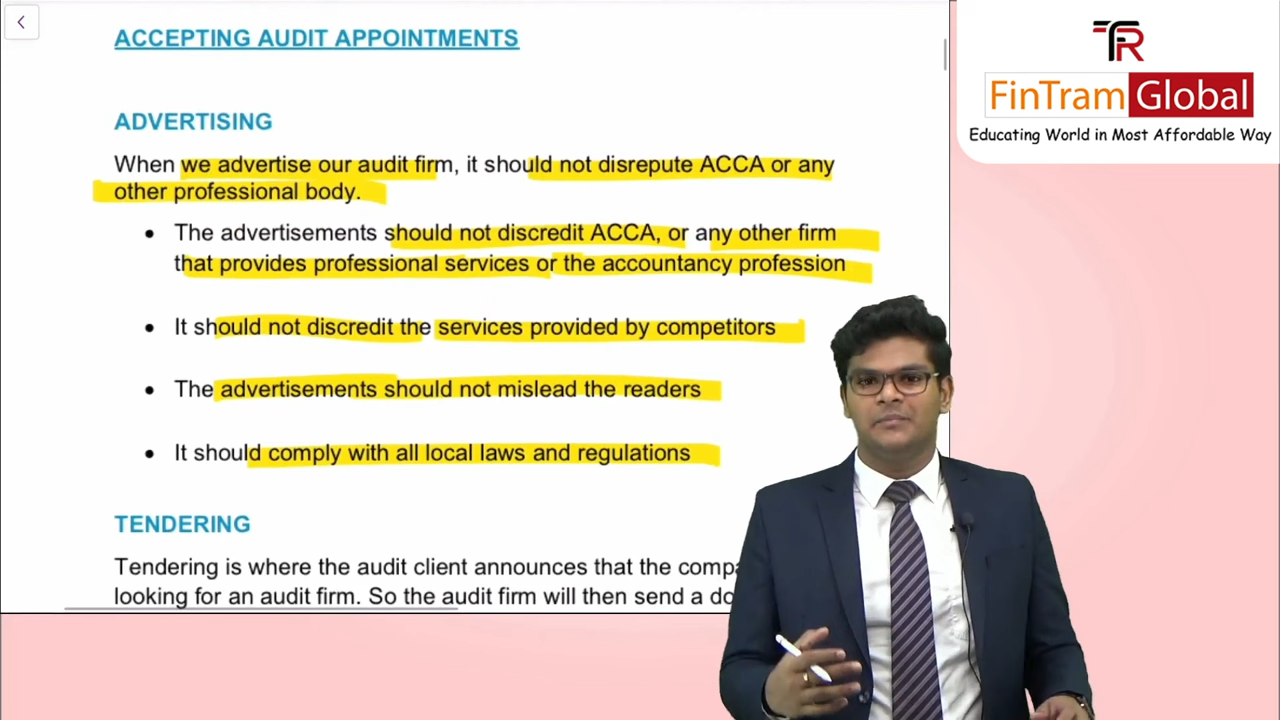 ACCEPTING AUDIT APPOINTMENTS
ADVERTISING
When we advertise our audit firm, it should not disrepute ACCA or any
other professional body.
• The advertisements should not discredit ACCA, or any other firm
that provides professional services or the accountancy profession
• It should not discredit the services provided by competitors
• The advertisements should not mislead the readers
• It should comply with all local laws and regulations
TENDERING
Tendering is where the audit client announces that the
looking for an audit firm. So the audit firm will then send a
FinTram Global
Educating World in Most Affordable Way